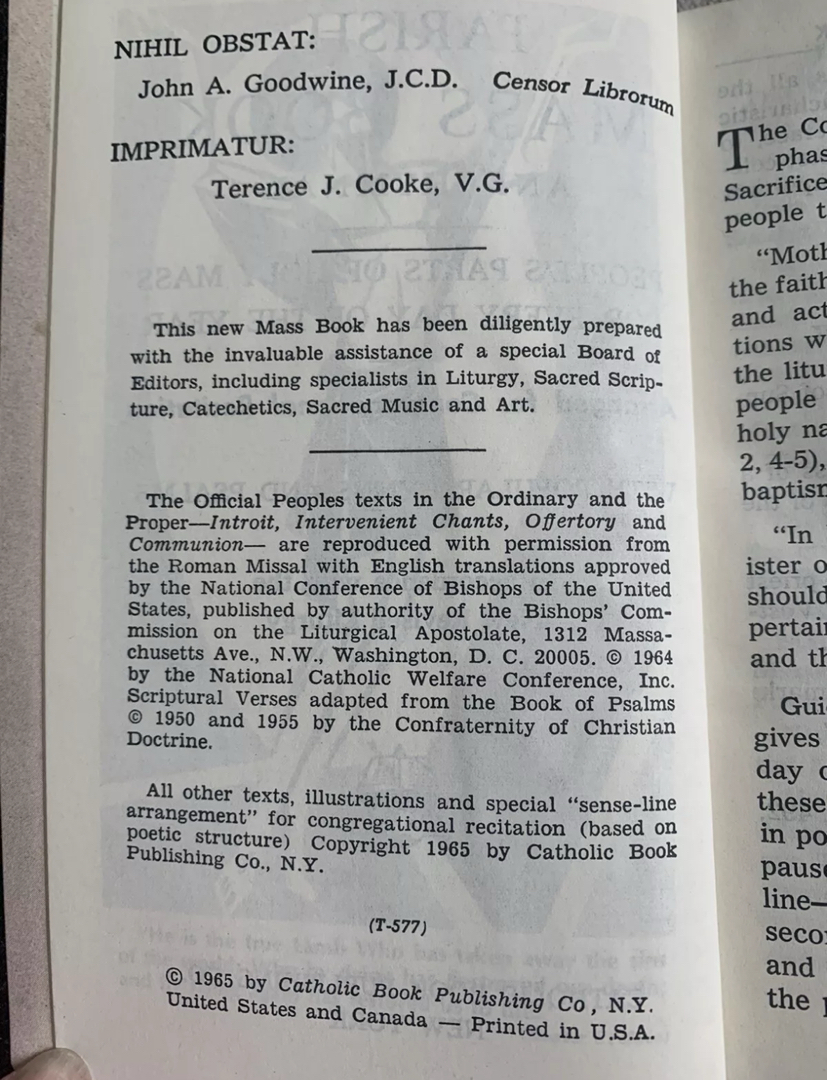 NIHIL OBSTAT:
John A. Goodwine, J.C.D. Censor Librorum
IMPRIMATUR:
Terence J. Cooke, V.G.
This new Mass Book has been diligently prepared
with the invaluable assistance of a special Board of
Editors, including specialists in Liturgy, Sacred Scrip-
ture, Catechetics, Sacred Music and Art.
The Official Peoples texts in the Ordinary and the
Proper—Introit, Intervenient Chants, Offertory and
Communion— are reproduced with permission from
the Roman Missal with English translations approved
by the National Conference of Bishops of the United
States, published by authority of the Bishops' Com-
mission on the Liturgical Apostolate, 1312 Massa-
chusetts Ave., N.W., Washington, D. C. 20005. © 1964
by the National Catholic Welfare Conference, Inc.
Scriptural Verses adapted from the Book of Psalms
© 1950 and 1955 by the Confraternity of Christian
Doctrine.
All other texts, illustrations and special "sense-line
arrangement" for congregational recitation (based on
poetic structure) Copyright 1965 by Catholic Book
Publishing Co., N.Y.
(T-577)
© 1965 by Catholic Book Publishing Co, N.Y.
United States and Canada — Printed in U.S.A.
The
phas
Sacrifice
people t
"Moth
the faith
and act
tions w
the litu
people
holy na
2, 4-5),
baptism
"In
ister o
should
pertain
and th
Gui
gives
day
these
in po
pause
line—
seco
and
the